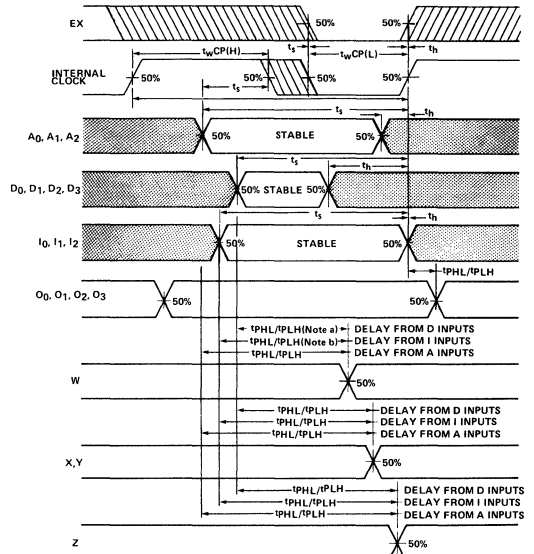 EX
50%
50%
ts
twCP(L)
th
twCP(H)
INTERNAL
CLOCK
50%
50%
50%
50%
ts
ts
th
A0, A1, A2
50%
STABLE
50%
ts
th
D0, D1, D2, D3
50%
STABLE
50%
ts
th
I0, I1, I2
50%
STABLE
50%
tPHL/tPLH
O0, O1, O2, O3
50%
50%
tPHL/tPLH(Note a)
DELAY FROM D INPUTS
tPHL/tPLH(Note b)
DELAY FROM I INPUTS
tPHL/tPLH
DELAY FROM A INPUTS
W
50%
tPHL/tPLH
DELAY FROM D INPUTS
tPHL/tPLH
DELAY FROM I INPUTS
tPHL/tPLH
DELAY FROM A INPUTS
X,Y
50%
tPHL/tPLH
DELAY FROM D INPUTS
tPHL/tPLH
DELAY FROM I INPUTS
tPHL/tPLH
DELAY FROM A INPUTS
Z
50%